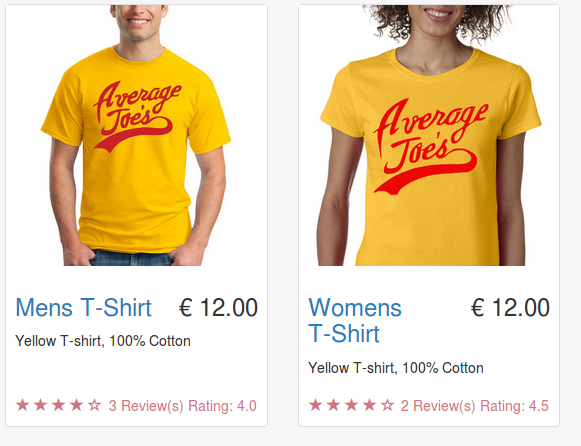 Average
Joe's
Mens T-Shirt € 12.00
Yellow T-shirt, 100% Cotton
★★★★☆ 3 Review(s) Rating: 4.0
Average
Joe's
Womens € 12.00
T-Shirt
Yellow T-shirt, 100% Cotton
★★★★☆ 2 Review(s) Rating: 4.5